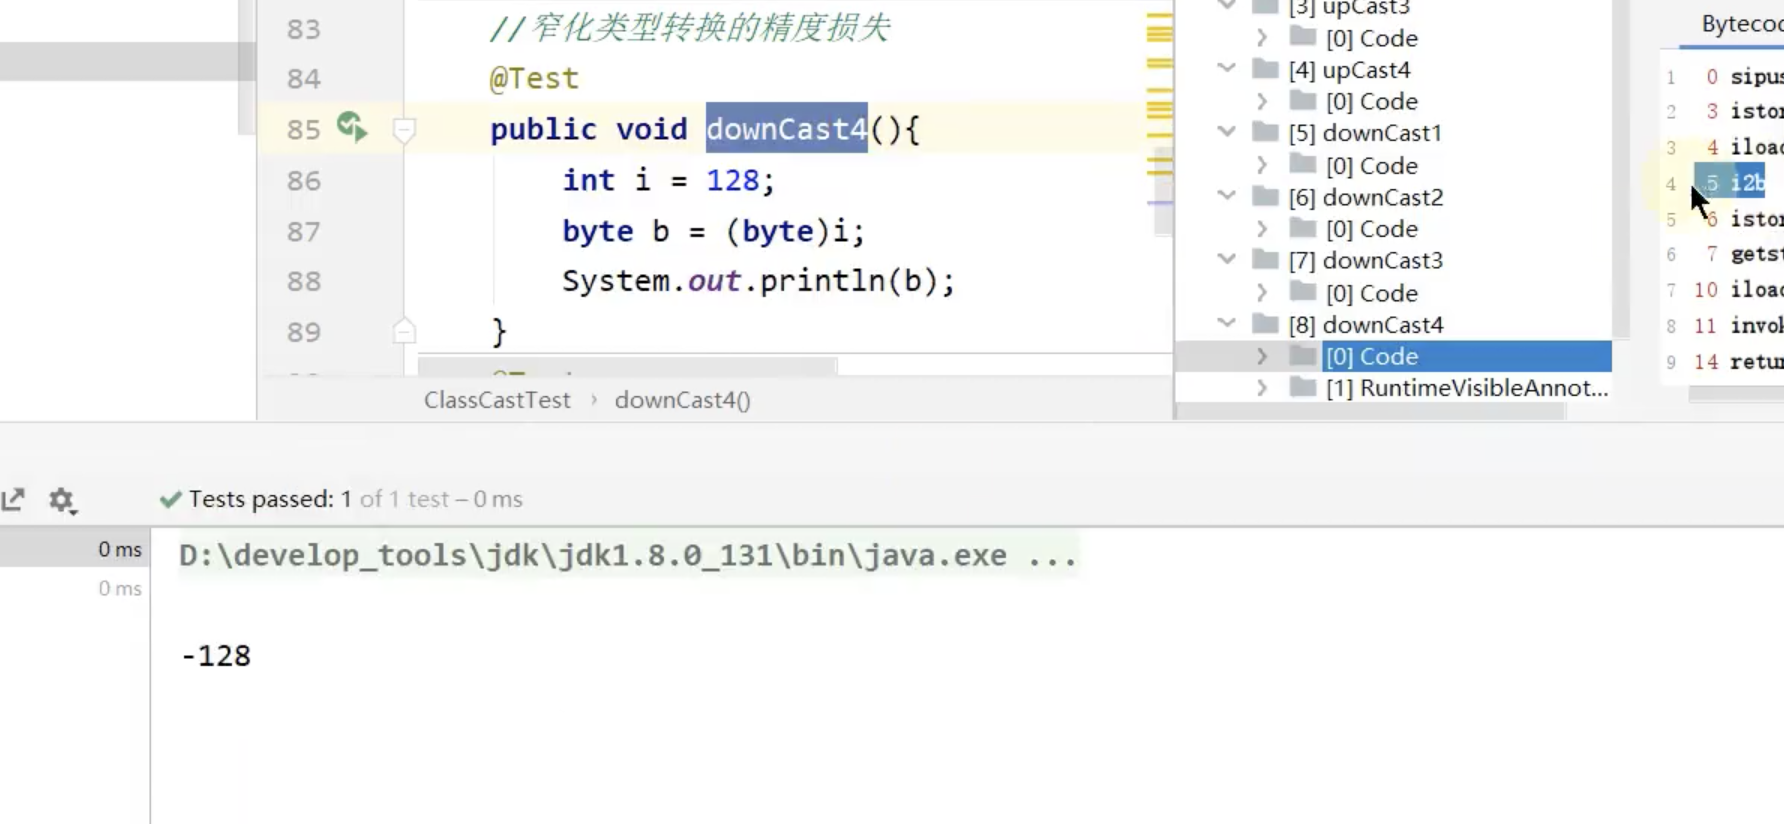 83 //窄化类型转换的精度损失
84 @Test
85 public void downCast4(){
86 int i = 128;
87 byte b = (byte)i;
88 System.out.println(b);
89 }
ClassCastTest › downCast4()
[3] upCast3
[0] Code
[4] upCast4
[0] Code
[5] downCast1
[0] Code
[6] downCast2
[0] Code
[7] downCast3
[0] Code
[8] downCast4
[0] Code
[1] RuntimeVisibleAnnot...
Bytecod
1 0 sipus
2 3 istor
3 4 iload
4 5 i2b
5 6 istor
6 7 getst
7 10 iload
8 11 invok
9 14 retur
Tests passed: 1 of 1 test – 0 ms
0 ms
0 ms
D:\develop_tools\jdk\jdk1.8.0_131\bin\java.exe ...
-128